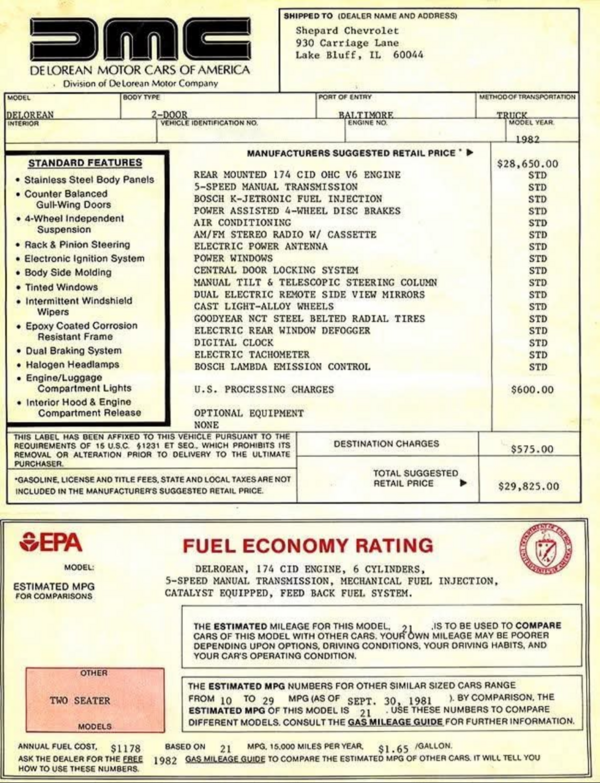 dmc
DE LOREAN MOTOR CARS OF AMERICA
Division of De Lorean Motor Company
SHIPPED TO (DEALER NAME AND ADDRESS)
Shepard Chevrolet
930 Carriage Lane
Lake Bluff, IL 60044
MODEL BODY TYPE PORT OF ENTRY METHOD OF TRANSPORTATION
DELOREAN 2-DOOR BALTIMORE TRUCK
INTERIOR VEHICLE IDENTIFICATION NO. ENGINE NO. MODEL YEAR
1982
STANDARD FEATURES
• Stainless Steel Body Panels
• Counter Balanced
Gull-Wing Doors
• 4-Wheel Independent
Suspension
• Rack & Pinion Steering
• Electronic Ignition System
• Body Side Molding
• Tinted Windows
• Intermittent Windshield
Wipers
• Epoxy Coated Corrosion
Resistant Frame
• Dual Braking System
• Halogen Headlamps
• Engine/Luggage
Compartment Lights
• Interior Hood & Engine
Compartment Release
MANUFACTURERS SUGGESTED RETAIL PRICE * ▶ $28,650.00
REAR MOUNTED 174 CID OHC V6 ENGINE STD
5-SPEED MANUAL TRANSMISSION STD
BOSCH K-JETRONIC FUEL INJECTION STD
POWER ASSISTED 4-WHEEL DISC BRAKES STD
AIR CONDITIONING STD
AM/FM STEREO RADIO W/ CASSETTE STD
ELECTRIC POWER ANTENNA STD
POWER WINDOWS STD
CENTRAL DOOR LOCKING SYSTEM STD
MANUAL TILT & TELESCOPIC STEERING COLUMN STD
DUAL ELECTRIC REMOTE SIDE VIEW MIRRORS STD
CAST LIGHT-ALLOY WHEELS STD
GOODYEAR NCT STEEL BELTED RADIAL TIRES STD
ELECTRIC REAR WINDOW DEFOGGER STD
DIGITAL CLOCK STD
ELECTRIC TACHOMETER STD
BOSCH LAMBDA EMISSION CONTROL STD
U.S. PROCESSING CHARGES $600.00
OPTIONAL EQUIPMENT
NONE
THIS LABEL HAS BEEN AFFIXED TO THIS VEHICLE PURSUANT TO THE
REQUIREMENTS OF 15 U.S.C. §1231 ET SEQ., WHICH PROHIBITS ITS
REMOVAL OR ALTERATION PRIOR TO DELIVERY TO THE ULTIMATE
PURCHASER.
DESTINATION CHARGES $575.00
*GASOLINE, LICENSE AND TITLE FEES, STATE AND LOCAL TAXES ARE NOT
INCLUDED IN THE MANUFACTURER'S SUGGESTED RETAIL PRICE.
TOTAL SUGGESTED
RETAIL PRICE ▶ $29,825.00
EPA
FUEL ECONOMY RATING
MODEL:
DELROEAN, 174 CID ENGINE, 6 CYLINDERS,
5-SPEED MANUAL TRANSMISSION, MECHANICAL FUEL INJECTION,
CATALYST EQUIPPED, FEED BACK FUEL SYSTEM.
ESTIMATED MPG
FOR COMPARISONS
THE ESTIMATED MILEAGE FOR THIS MODEL, 21 .IS TO BE USED TO COMPARE
CARS OF THIS MODEL WITH OTHER CARS. YOUR OWN MILEAGE MAY BE POORER
DEPENDING UPON OPTIONS, DRIVING CONDITIONS, YOUR DRIVING HABITS, AND
YOUR CAR'S OPERATING CONDITION.
OTHER
TWO SEATER
MODELS
THE ESTIMATED MPG NUMBERS FOR OTHER SIMILAR SIZED CARS RANGE
FROM 10 TO 29 MPG (AS OF SEPT. 30, 1981 ). BY COMPARISON, THE
ESTIMATED MPG OF THIS MODEL IS 21 . USE THESE NUMBERS TO COMPARE
DIFFERENT MODELS. CONSULT THE GAS MILEAGE GUIDE FOR FURTHER INFORMATION.
ANNUAL FUEL COST, $1178 BASED ON 21 MPG, 15,000 MILES PER YEAR, $1.65 /GALLON.
ASK THE DEALER FOR THE FREE 1982 GAS MILEAGE GUIDE TO COMPARE THE ESTIMATED MPG OF OTHER CARS. IT WILL TELL YOU
HOW TO USE THESE NUMBERS.